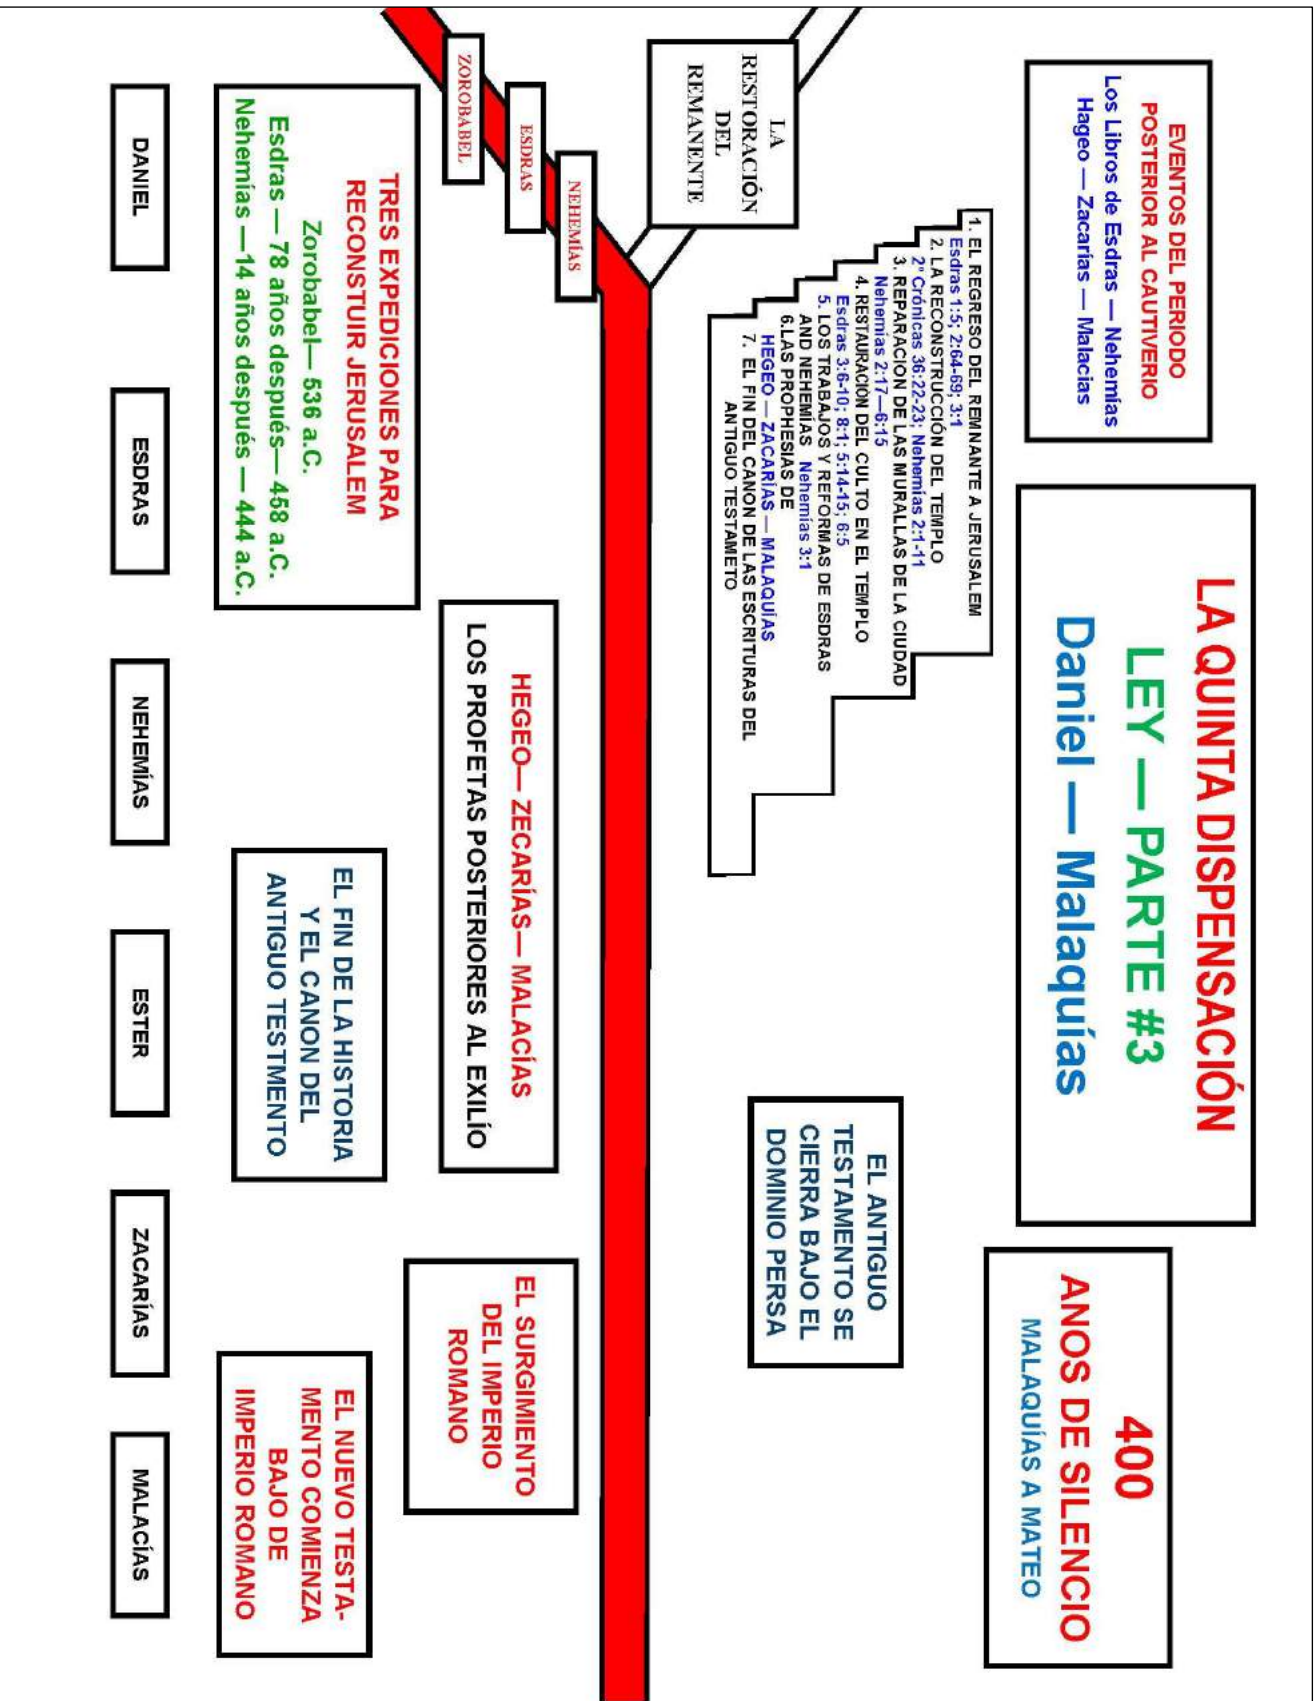 EVENTOS DEL PERIODO
POSTERIOR AL CAUTIVERIO
Los Libros de Esdras — Nehemías
Hageo — Zacarías — Malacias
LA QUINTA DISPENSACIÓN
LEY — PARTE #3
Daniel — Malaquías
400
ANOS DE SILENCIO
MALAQUÍAS A MATEO
LA
RESTORACIÓN
DEL
REMANENTE
1. EL REGRESO DEL REMNANTE A JERUSALEM
Esdras 1:5; 2:64-69; 3:1
2. LA RECONSTRUCCIÓN DEL TEMPLO
2º Crónicas 36:22-23; Nehemías 2:1-11
3. REPARACION DE LAS MURALLAS DE LA CIUDAD
Nehemías 2:17—6:15
4. RESTAURACION DEL CULTO EN EL TEMPLO
Esdras 3:6-10; 8:1; 5:14-15; 6:5
5. LOS TRABAJOS Y REFORMAS DE ESDRAS
AND NEHEMÍAS Nehemías 3:1
6.LAS PROPHESIAS DE
HEGEO — ZACARÍAS — MALAQUÍAS
7. EL FIN DEL CANON DE LAS ESCRITURAS DEL
ANTIGUO TESTAMETO
EL ANTIGUO
TESTAMENTO SE
CIERRA BAJO EL
DOMINIO PERSA
NEHEMÍAS
ESDRAS
ZOROBABEL
HEGEO— ZECARÍAS— MALACÍAS
LOS PROFETAS POSTERIORES AL EXILÍO
EL SURGIMIENTO
DEL IMPERIO
ROMANO
TRES EXPEDICIONES PARA
RECONSTUIR JERUSALEM
Zorobabel— 536 a.C.
Esdras — 78 años después— 458 a.C.
Nehemías —14 años después — 444 a.C.
EL FIN DE LA HISTORIA
Y EL CANON DEL
ANTIGUO TESTMENTO
EL NUEVO TESTA-
MENTO COMIENZA
BAJO DE
IMPERIO ROMANO
DANIEL
ESDRAS
NEHEMÍAS
ESTER
ZACARÍAS
MALACÍAS